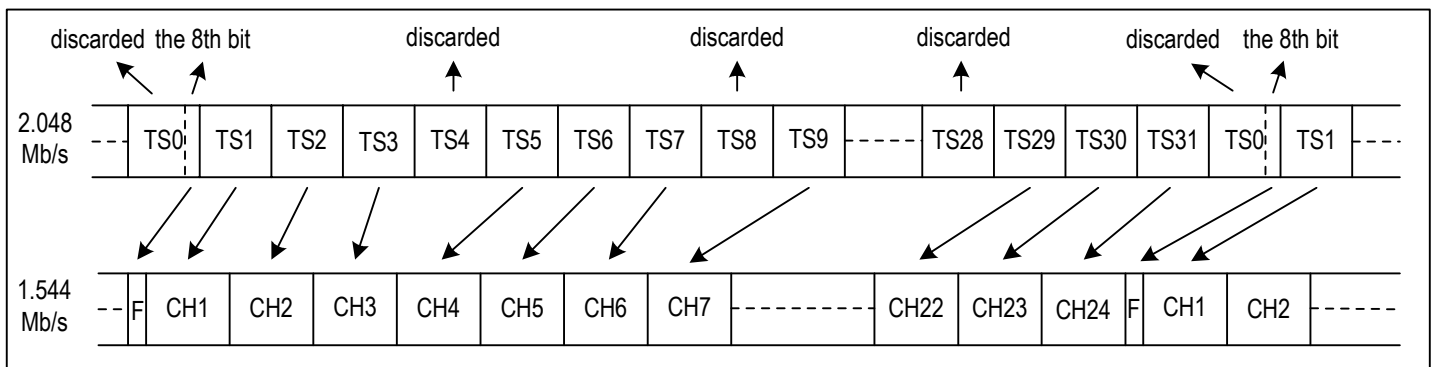 discarded the 8th bit discarded discarded discarded discarded the 8th bit
2.048
Mb/s
TS0 TS1 TS2 TS3 TS4 TS5 TS6 TS7 TS8 TS9 TS28 TS29 TS30 TS31 TS0 TS1
1.544
Mb/s
F CH1 CH2 CH3 CH4 CH5 CH6 CH7 CH22 CH23 CH24 F CH1 CH2